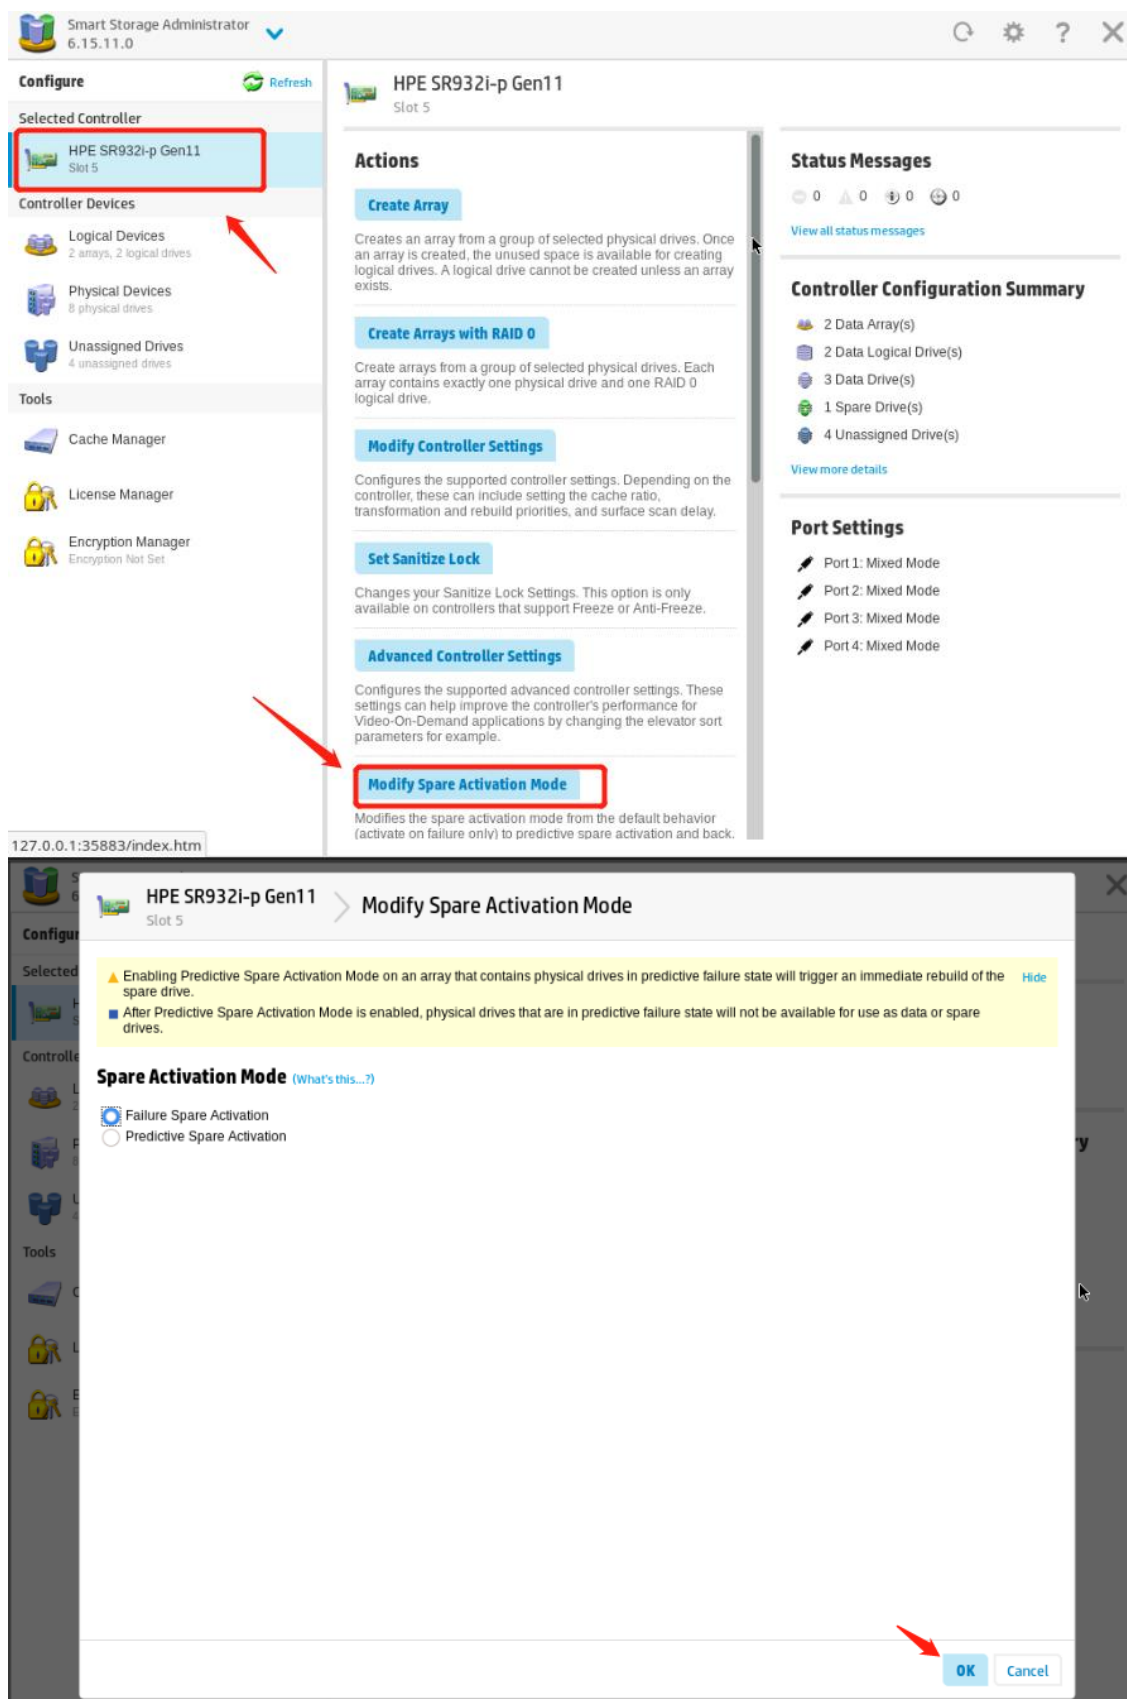 Smart Storage Administrator
6.15.11.0
Configure
Refresh
Selected Controller
HPE SR932i-p Gen11
Slot 5
Controller Devices
Logical Devices
2 arrays, 2 logical drives
Physical Devices
8 physical drives
Unassigned Drives
4 unassigned drives
Tools
Cache Manager
License Manager
Encryption Manager
Encryption Not Set
127.0.0.1:35883/index.htm
HPE SR932i-p Gen11
Slot 5
Actions
Create Array
Creates an array from a group of selected physical drives. Once
an array is created, the unused space is available for creating
logical drives. A logical drive cannot be created unless an array
exists.
Create Arrays with RAID 0
Create arrays from a group of selected physical drives. Each
array contains exactly one physical drive and one RAID 0
logical drive.
Modify Controller Settings
Configures the supported controller settings. Depending on the
controller, these can include setting the cache ratio,
transformation and rebuild priorities, and surface scan delay.
Set Sanitize Lock
Changes your Sanitize Lock Settings. This option is only
available on controllers that support Freeze or Anti-Freeze.
Advanced Controller Settings
Configures the supported advanced controller settings. These
settings can help improve the controller's performance for
Video-On-Demand applications by changing the elevator sort
parameters for example.
Modify Spare Activation Mode
Modifies the spare activation mode from the default behavior
(activate on failure only) to predictive spare activation and back.
Status Messages
0 0 0 0
View all status messages
Controller Configuration Summary
2 Data Array(s)
2 Data Logical Drive(s)
3 Data Drive(s)
1 Spare Drive(s)
4 Unassigned Drive(s)
View more details
Port Settings
Port 1: Mixed Mode
Port 2: Mixed Mode
Port 3: Mixed Mode
Port 4: Mixed Mode
Configur
Selected
Controlle
Tools
HPE SR932i-p Gen11
Slot 5
Modify Spare Activation Mode
Enabling Predictive Spare Activation Mode on an array that contains physical drives in predictive failure state will trigger an immediate rebuild of the
spare drive.
Hide
After Predictive Spare Activation Mode is enabled, physical drives that are in predictive failure state will not be available for use as data or spare
drives.
Spare Activation Mode (What's this...?)
Failure Spare Activation
Predictive Spare Activation
ry
OK
Cancel